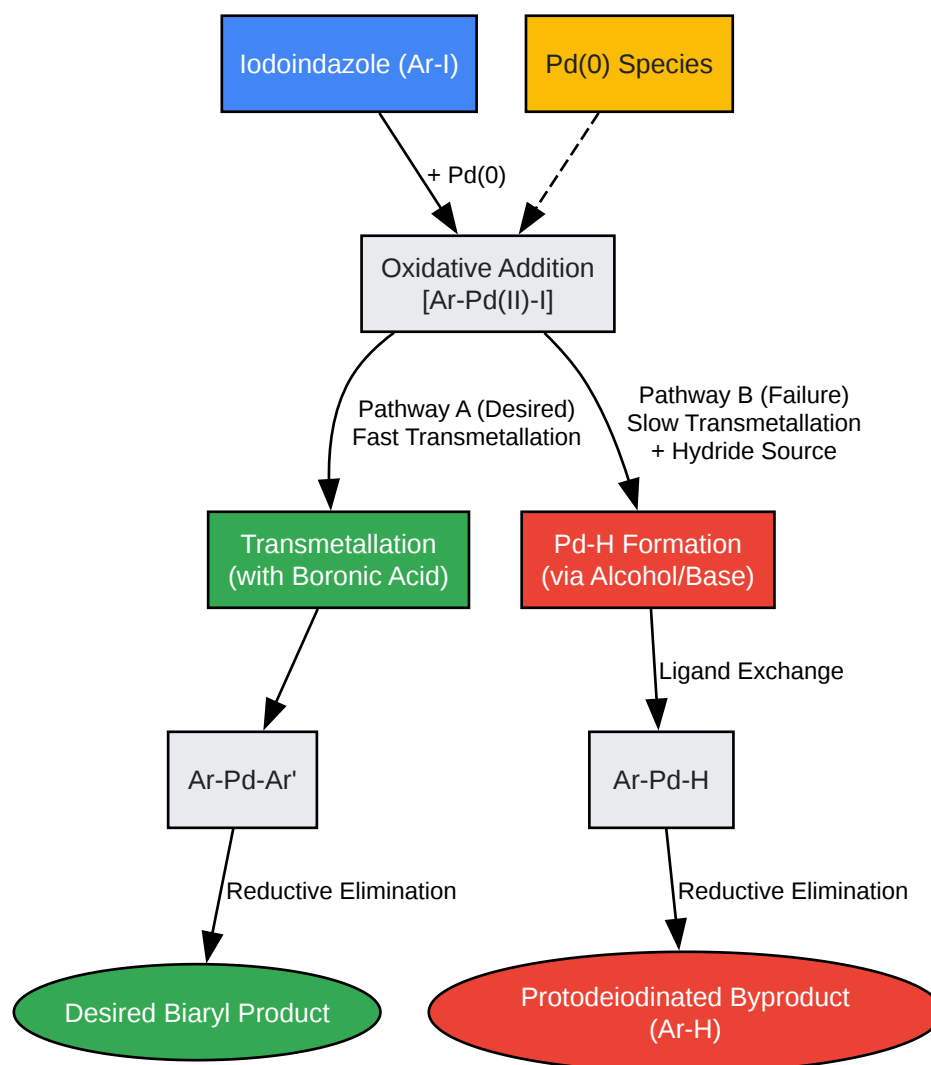 Iodoindazole (Ar-I)
Pd(0) Species
+ Pd(0)
Oxidative Addition
[Ar-Pd(II)-I]
Pathway A (Desired)
Fast Transmetallation
Pathway B (Failure)
Slow Transmetallation
+ Hydride Source
Transmetallation
(with Boronic Acid)
Pd-H Formation
(via Alcohol/Base)
Ligand Exchange
Ar-Pd-Ar'
Ar-Pd-H
Reductive Elimination
Reductive Elimination
Desired Biaryl Product
Protodeiodinated Byproduct
(Ar-H)